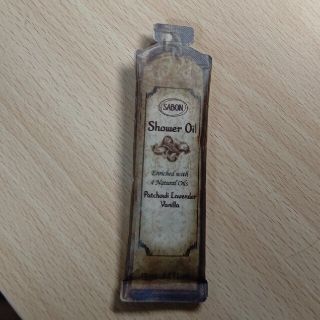 SABON
Shower Oil
Enriched with
4 Natural Oils
Patchouli Lavender
Vanilla